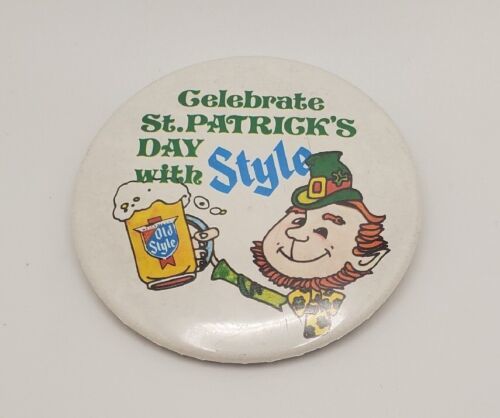 Celebrate
St. PATRICK'S
DAY
with Style
Old
Style